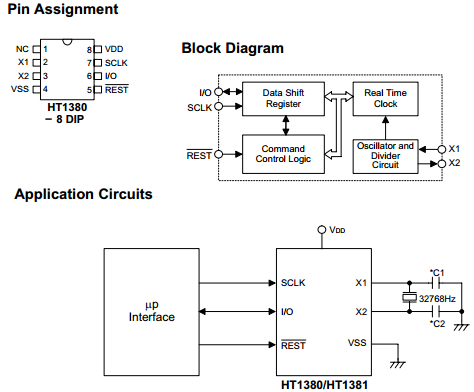 Pin Assignment
NC 1 8 VDD
X1 2 7 SCLK
X2 3 6 I/O
VSS 4 5 REST
HT1380
– 8 DIP
Block Diagram
I/O
SCLK
REST
Data Shift
Register
Real Time
Clock
Command
Control Logic
Oscillator and
Divider
Circuit
X1
X2
Application Circuits
VDD
µp
Interface
SCLK
I/O
REST
X1
X2
VSS
*C1
32768Hz
*C2
HT1380/HT1381